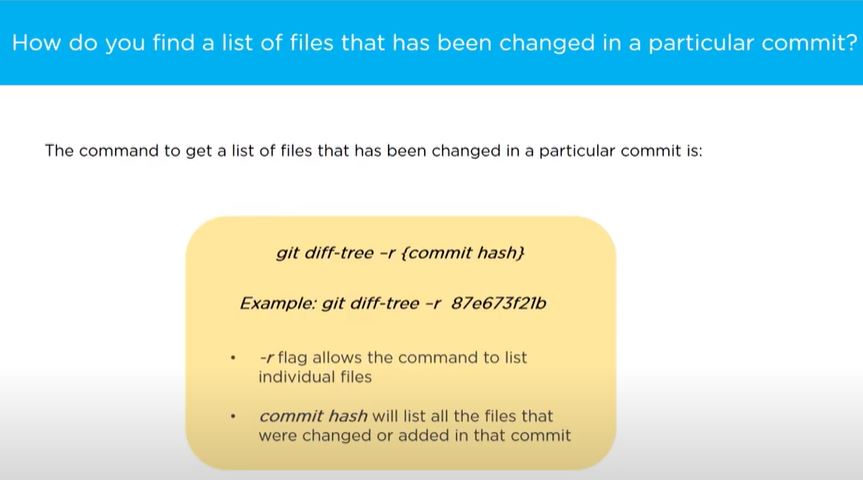 How do you find a list of files that has been changed in a particular commit?
The command to get a list of files that has been changed in a particular commit is:
git diff-tree –r {commit hash}
Example: git diff-tree –r  87e673f21b
• -r flag allows the command to list
individual files
• commit hash will list all the files that
were changed or added in that commit